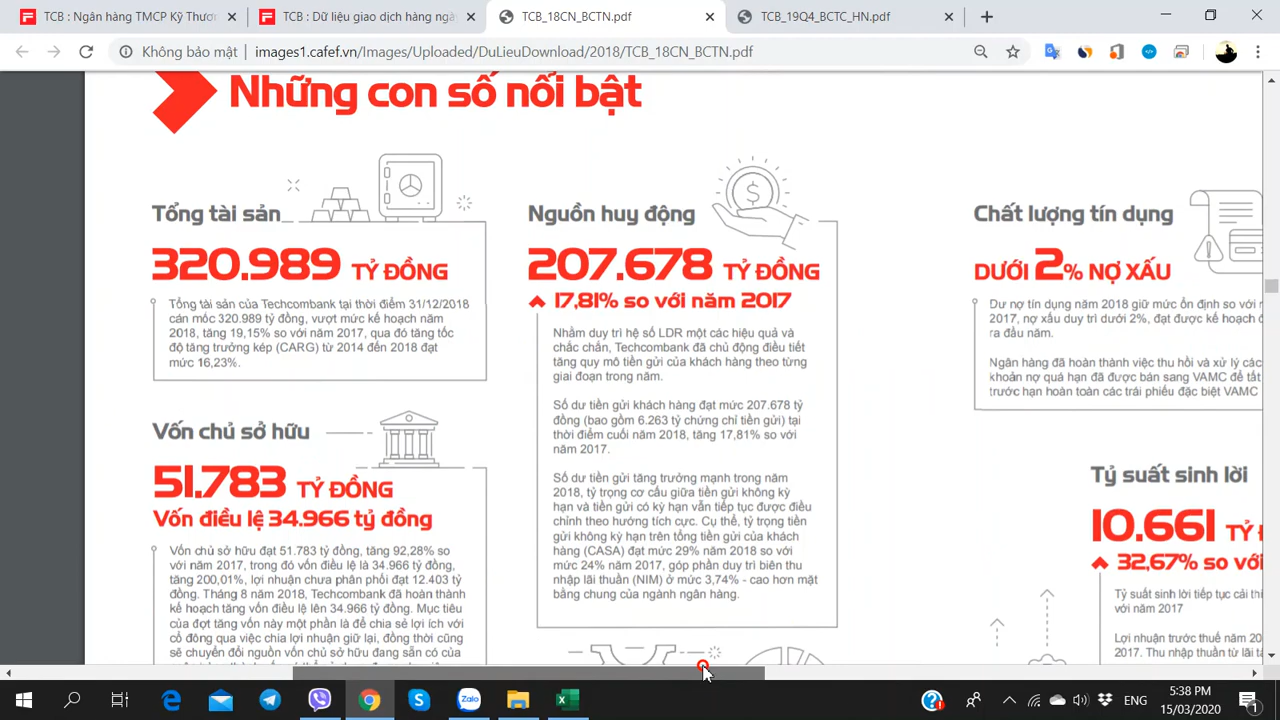 TCB : Ngân hàng TMCP Kỹ Thươn
TCB : Dữ liệu giao dịch hàng ngày
TCB_18CN_BCTN.pdf
TCB_19Q4_BCTC_HN.pdf
Không bảo mật
images1.cafef.vn/Images/Uploaded/DuLieuDownload/2018/TCB_18CN_BCTN.pdf
Những con số nổi bật
Tổng tài sản
320.989 TỶ ĐỒNG
Tổng tài sản của Techcombank tại thời điểm 31/12/2018
cán mốc 320.989 tỷ đồng, vượt mức kế hoạch năm
2018, tăng 19,15% so với năm 2017, qua đó tăng tốc
độ tăng trưởng kép (CARG) từ 2014 đến 2018 đạt
mức 16,23%.
Vốn chủ sở hữu
51.783 TỶ ĐỒNG
Vốn điều lệ 34.966 tỷ đồng
Vốn chủ sở hữu đạt 51.783 tỷ đồng, tăng 92,28% so
với năm 2017, trong đó vốn điều lệ là 34.966 tỷ đồng,
tăng 200,01%, lợi nhuận chưa phân phối đạt 12.403 tỷ
đồng. Tháng 8 năm 2018, Techcombank đã hoàn thành
kế hoạch tăng vốn điều lệ lên 34.966 tỷ đồng. Mục tiêu
của đợt tăng vốn này một phần là để chia sẻ lợi ích với
cổ đông qua việc chia lợi nhuận giữ lại, đồng thời cũng
sẽ chuyển đổi nguồn vốn chủ sở hữu đang sẵn có của
Nguồn huy động
207.678 TỶ ĐỒNG
17,81% so với năm 2017
Nhằm duy trì hệ số LDR một các hiệu quả và
chắc chắn, Techcombank đã chủ động điều tiết
tăng quy mô tiền gửi của khách hàng theo từng
giai đoạn trong năm.
Số dư tiền gửi khách hàng đạt mức 207.678 tỷ
đồng (bao gồm 6.263 tỷ chứng chỉ tiền gửi) tại
thời điểm cuối năm 2018, tăng 17,81% so với
năm 2017.
Số dư tiền gửi tăng trưởng mạnh trong năm
2018, tỷ trọng cơ cấu giữa tiền gửi không kỳ
hạn và tiền gửi có kỳ hạn vẫn tiếp tục được điều
chỉnh theo hướng tích cực. Cụ thể, tỷ trọng tiền
gửi không kỳ hạn trên tổng tiền gửi của khách
hàng (CASA) đạt mức 29% năm 2018 so với
mức 24% năm 2017, góp phần duy trì biên thu
nhập lãi thuần (NIM) ở mức 3,74% - cao hơn mặt
bằng chung của ngành ngân hàng.
Chất lượng tín dụng
DƯỚI 2% NỢ XẤU
Dư nợ tín dụng năm 2018 giữ mức ổn định so với
2017, nợ xấu duy trì dưới 2%, đạt được kế hoạch
ra đầu năm.
Ngân hàng đã hoàn thành việc thu hồi và xử lý các
khoản nợ quá hạn đã được bán sang VAMC để tất
trước hạn hoàn toàn các trái phiếu đặc biệt VAMC
Tỷ suất sinh lời
10.661 TỶ
32,67% so với
Tỷ suất sinh lời tiếp tục cải
với năm 2017
Lợi nhuận trước thuế năm
2017. Thu nhập thuần từ lãi
Zalo
ENG
5:38 PM
15/03/2020
1